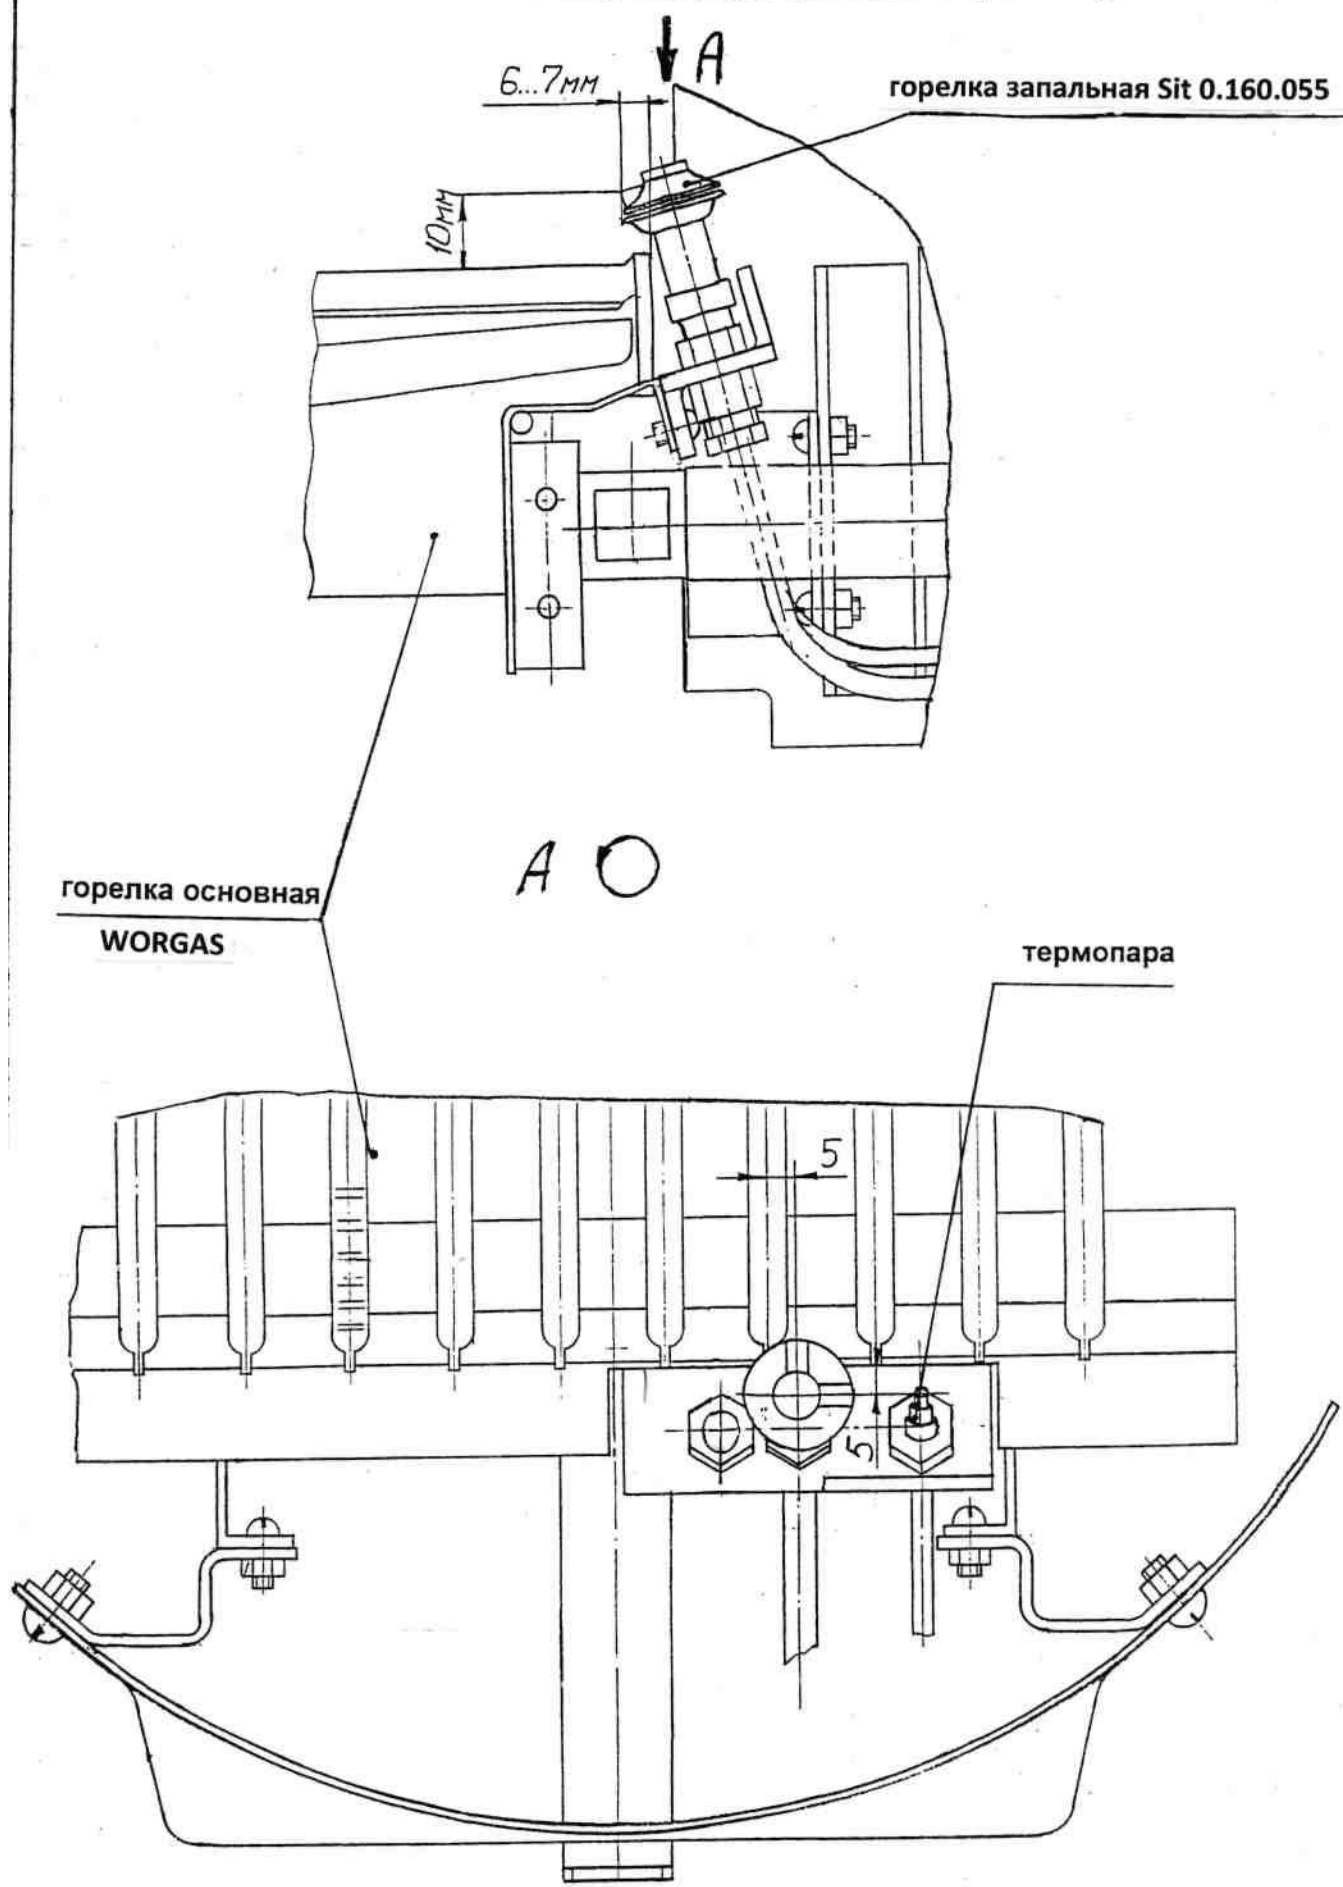 А
6...7мм
горелка запальная Sit 0.160.055
10мм
А
горелка основная
WORGAS
термопара
5
5